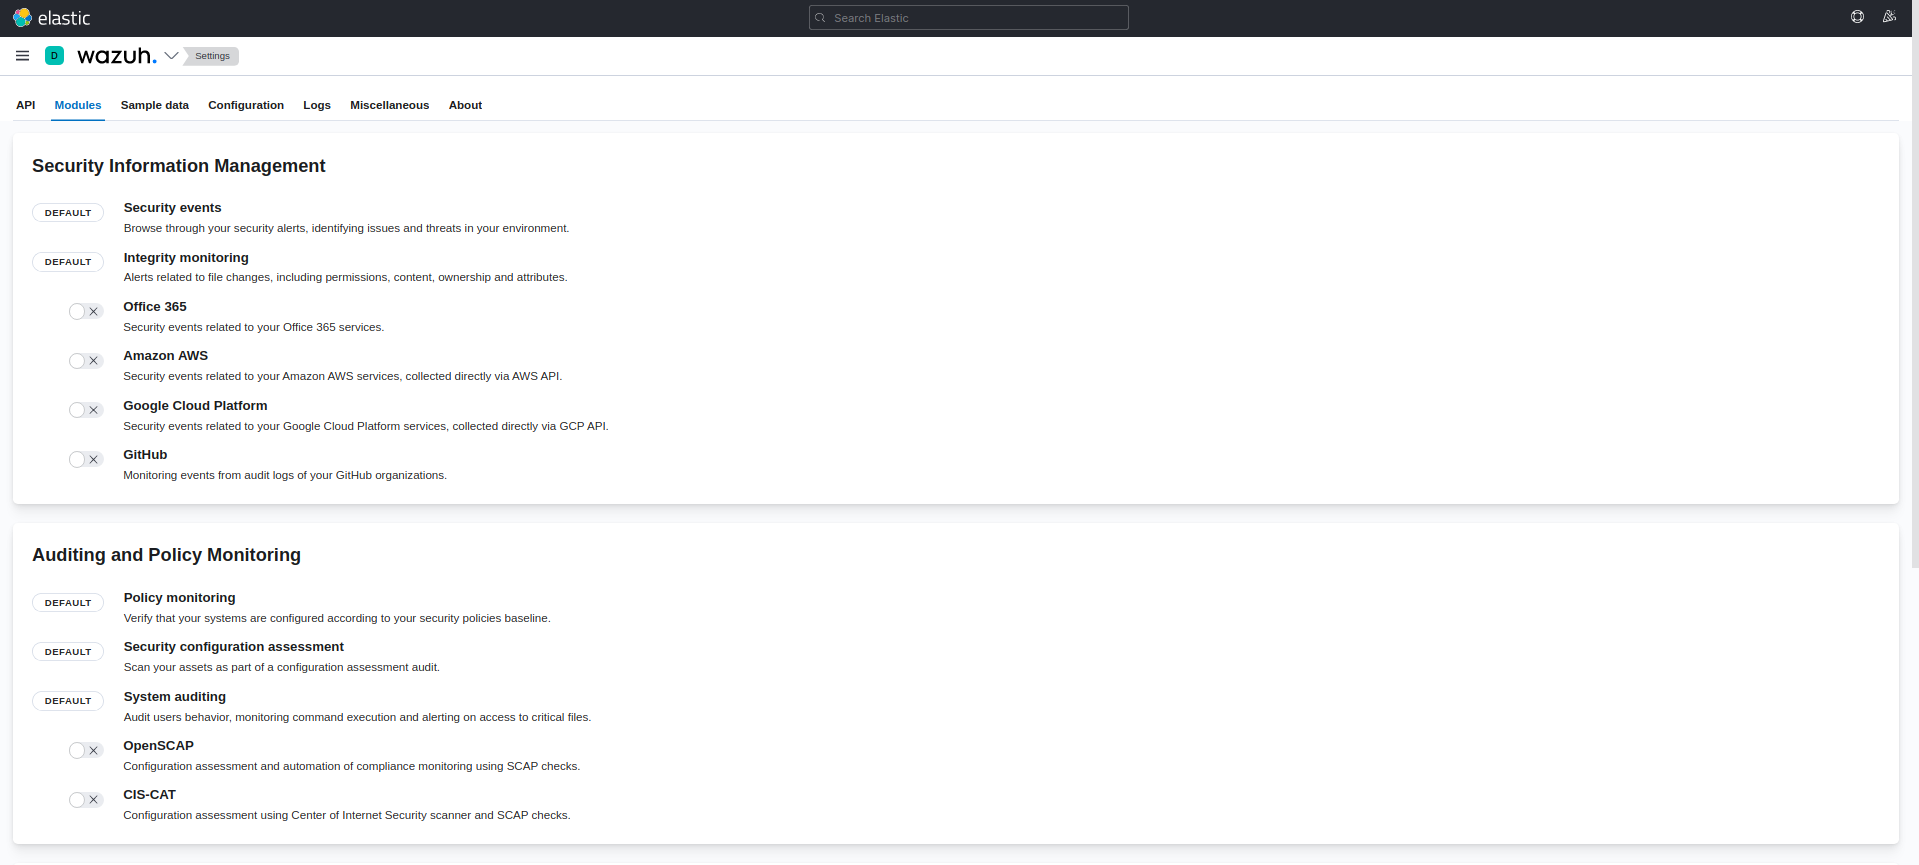 elastic
Search Elastic
D
wazuh.
Settings
API
Modules
Sample data
Configuration
Logs
Miscellaneous
About
Security Information Management
DEFAULT
Security events
Browse through your security alerts, identifying issues and threats in your environment.
DEFAULT
Integrity monitoring
Alerts related to file changes, including permissions, content, ownership and attributes.
Office 365
Security events related to your Office 365 services.
Amazon AWS
Security events related to your Amazon AWS services, collected directly via AWS API.
Google Cloud Platform
Security events related to your Google Cloud Platform services, collected directly via GCP API.
GitHub
Monitoring events from audit logs of your GitHub organizations.
Auditing and Policy Monitoring
DEFAULT
Policy monitoring
Verify that your systems are configured according to your security policies baseline.
DEFAULT
Security configuration assessment
Scan your assets as part of a configuration assessment audit.
DEFAULT
System auditing
Audit users behavior, monitoring command execution and alerting on access to critical files.
OpenSCAP
Configuration assessment and automation of compliance monitoring using SCAP checks.
CIS-CAT
Configuration assessment using Center of Internet Security scanner and SCAP checks.